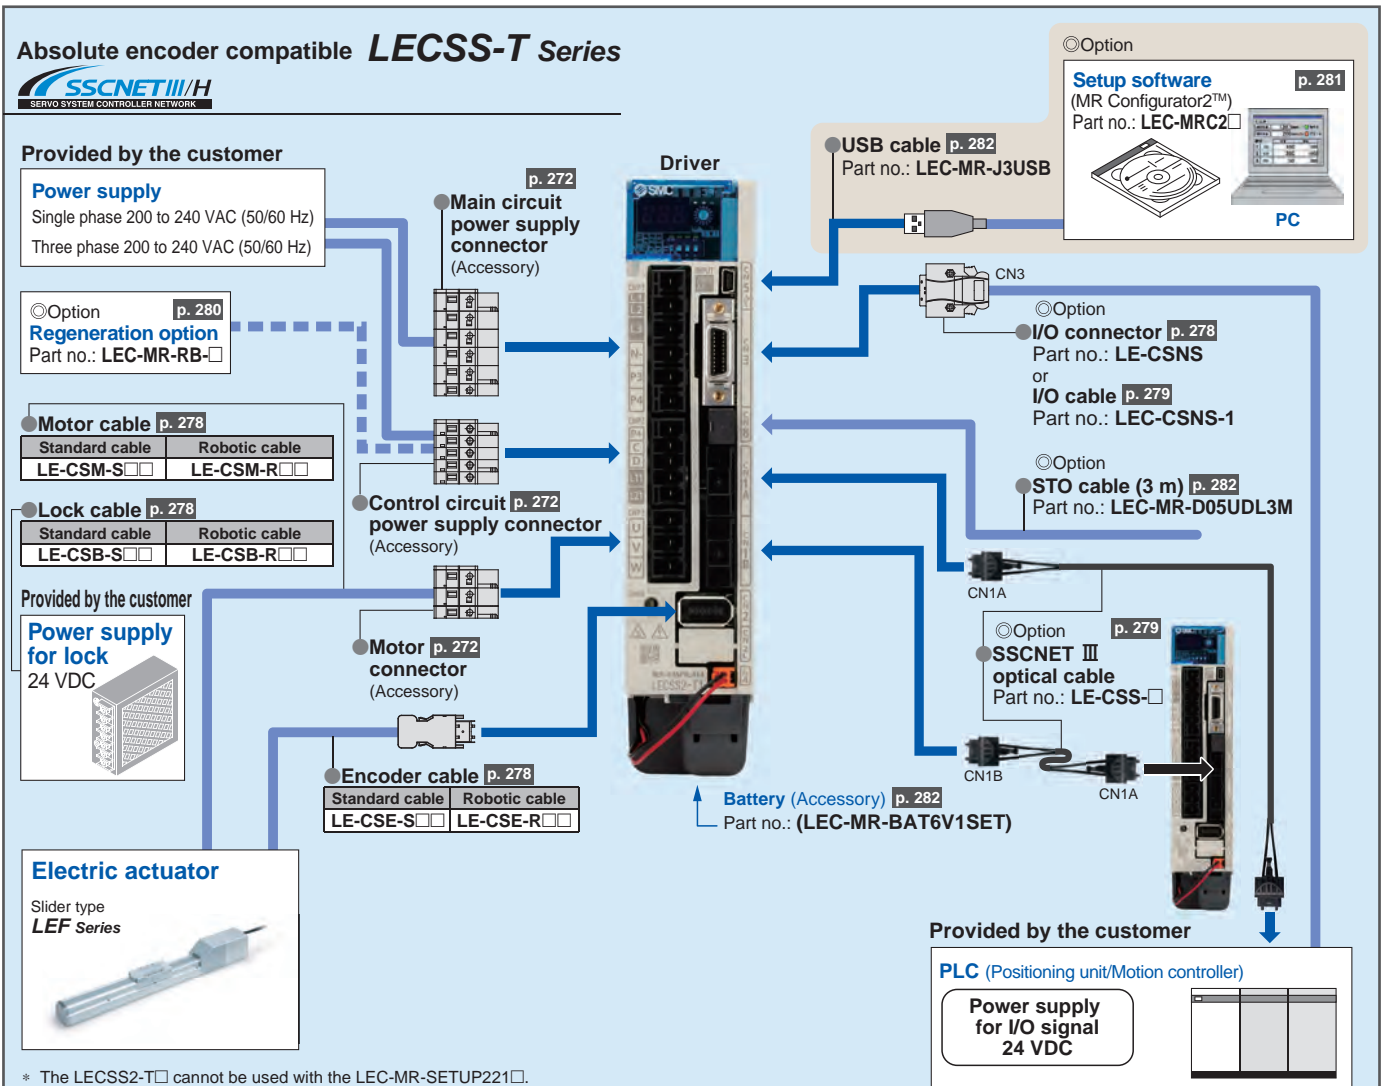 Absolute encoder compatible LECSS-T Series
SSCNETIII/H
SERVO SYSTEM CONTROLLER NETWORK
Provided by the customer
Power supply
Single phase 200 to 240 VAC (50/60 Hz)
Three phase 200 to 240 VAC (50/60 Hz)
◎Option p. 280
Regeneration option
Part no.: LEC-MR-RB-□
●Motor cable p. 278
Standard cable Robotic cable
LE-CSM-S□□ LE-CSM-R□□
●Lock cable p. 278
Standard cable Robotic cable
LE-CSB-S□□ LE-CSB-R□□
Provided by the customer
Power supply
for lock
24 VDC
p. 272
●Main circuit
power supply
connector
(Accessory)
●Control circuit p. 272
power supply connector
(Accessory)
●Motor p. 272
connector
(Accessory)
●Encoder cable p. 278
Standard cable Robotic cable
LE-CSE-S□□ LE-CSE-R□□
Electric actuator
Slider type
LEF Series
Driver
SMC
L2
N-
P3
P4
P+
C
D
U
V
W
CN1A
CN1B
LECSS2-T
Battery (Accessory) p. 282
Part no.: (LEC-MR-BAT6V1SET)
◎Option
Setup software p. 281
(MR Configurator2™)
Part no.: LEC-MRC2□
PC
●USB cable p. 282
Part no.: LEC-MR-J3USB
CN3
◎Option
●I/O connector p. 278
Part no.: LE-CSNS
or
I/O cable p. 279
Part no.: LEC-CSNS-1
◎Option
●STO cable (3 m) p. 282
Part no.: LEC-MR-D05UDL3M
CN1A
◎Option p. 279
●SSCNET Ⅲ
optical cable
Part no.: LE-CSS-□
CN1B
CN1A
Provided by the customer
PLC (Positioning unit/Motion controller)
Power supply
for I/O signal
24 VDC
* The LECSS2-T□ cannot be used with the LEC-MR-SETUP221□.